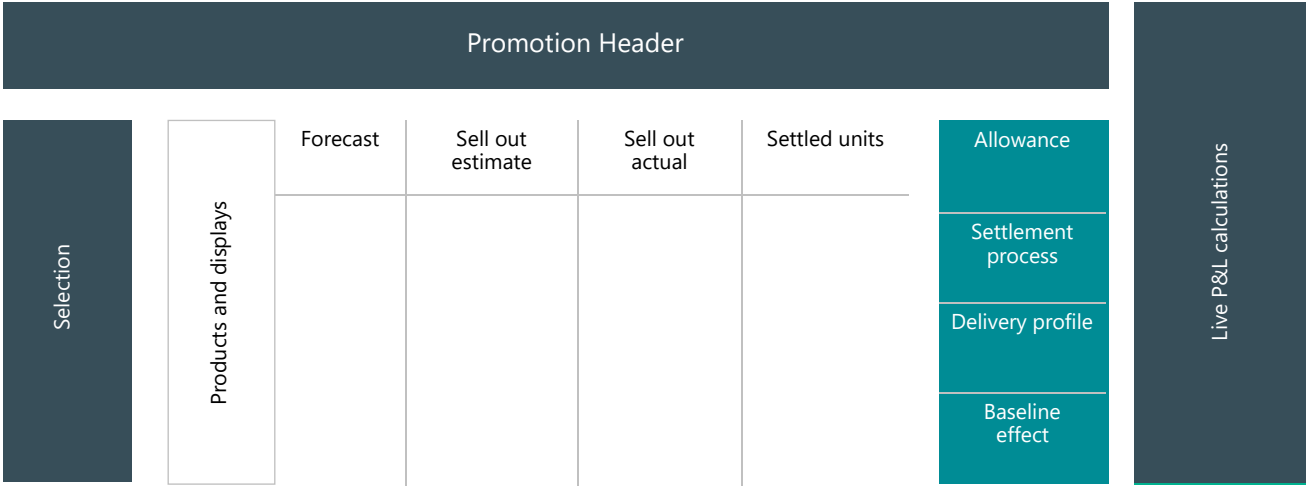 Promotion Header
Selection
Products and displays
Forecast
Sell out
estimate
Sell out
actual
Settled units
Allowance
Settlement
process
Delivery profile
Baseline
effect
Live P&L calculations